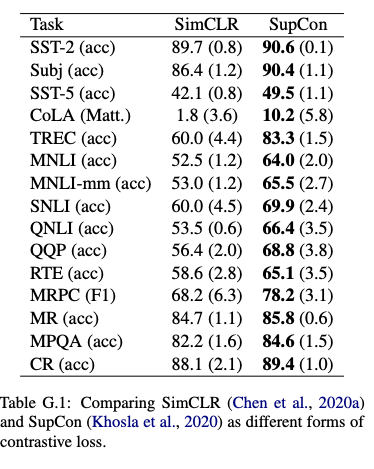 Task SimCLR SupCon
SST-2 (acc) 89.7 (0.8) 90.6 (0.1)
Subj (acc) 86.4 (1.2) 90.4 (1.1)
SST-5 (acc) 42.1 (0.8) 49.5 (1.1)
CoLA (Matt.) 1.8 (3.6) 10.2 (5.8)
TREC (acc) 60.0 (4.4) 83.3 (1.5)
MNLI (acc) 52.5 (1.2) 64.0 (2.0)
MNLI-mm (acc) 53.0 (1.2) 65.5 (2.7)
SNLI (acc) 60.0 (4.5) 69.9 (2.4)
QNLI (acc) 53.5 (0.6) 66.4 (3.5)
QQP (acc) 56.4 (2.0) 68.8 (3.8)
RTE (acc) 58.6 (2.8) 65.1 (3.5)
MRPC (F1) 68.2 (6.3) 78.2 (3.1)
MR (acc) 84.7 (1.1) 85.8 (0.6)
MPQA (acc) 82.2 (1.6) 84.6 (1.5)
CR (acc) 88.1 (2.1) 89.4 (1.0)
Table G.1: Comparing SimCLR (Chen et al., 2020a)
and SupCon (Khosla et al., 2020) as different forms of
contrastive loss.